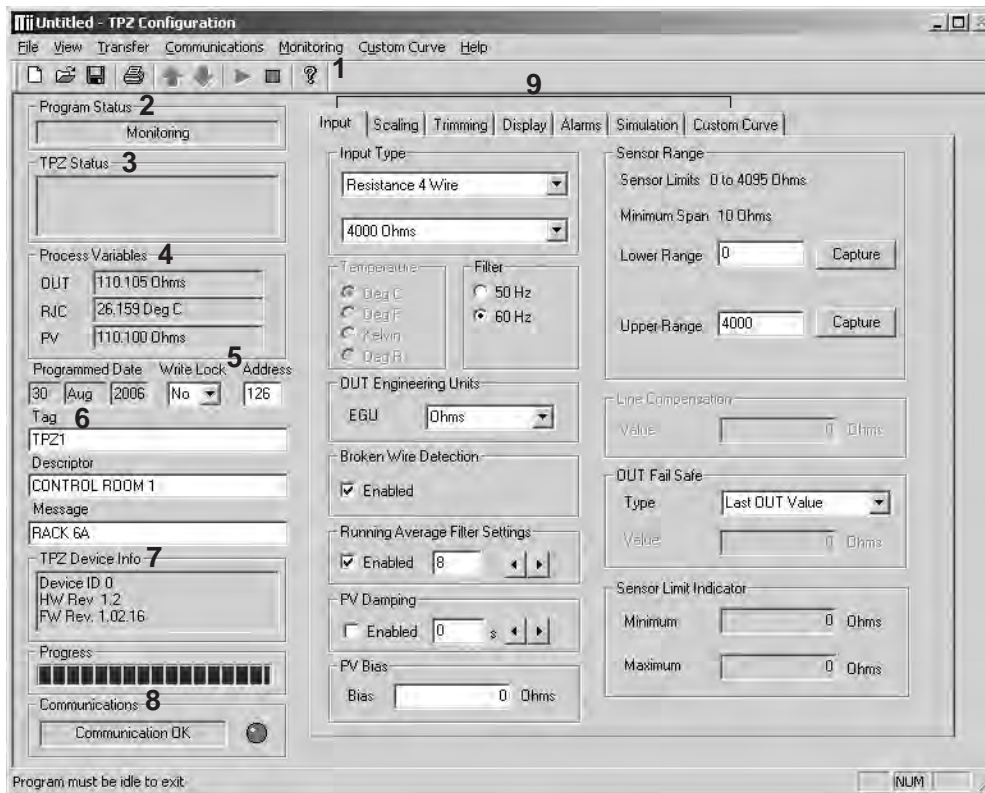 Untitled - TPZ Configuration
File View Transfer Communications Monitoring Custom Curve Help
1
9
Program Status 2
Monitoring
TPZ Status 3
Process Variables 4
OUT 110.105 Ohms
RJC 26.159 Deg C
PV 110.100 Ohms
5
Programmed Date Write Lock Address
30 Aug 2006 No 126
Tag 6
TPZ1
Descriptor
CONTROL ROOM 1
Message
RACK 6A
TPZ Device Info 7
Device ID 0
HW Rev 1.2
FW Rev. 1.02.16
Progress
Communications 8
Communication OK
Input Scaling Trimming Display Alarms Simulation Custom Curve
Input Type
Resistance 4 Wire
4000 Ohms
Temperature
Deg C
Deg F
Kelvin
Deg R
Filter
50 Hz
60 Hz
OUT Engineering Units
EGU Ohms
Broken Wire Detection
Enabled
Running Average Filter Settings
Enabled 8
PV Damping
Enabled 0 s
PV Bias
Bias 0 Ohms
Sensor Range
Sensor Limits 0 to 4095 Ohms
Minimum Span 10 Ohms
Lower Range 0 Capture
Upper Range 4000 Capture
Line Compensation
Value 0 Ohms
OUT Fail Safe
Type Last OUT Value
Value 0 Ohms
Sensor Limit Indicator
Minimum 0 Ohms
Maximum 0 Ohms
Program must be idle to exit
NUM